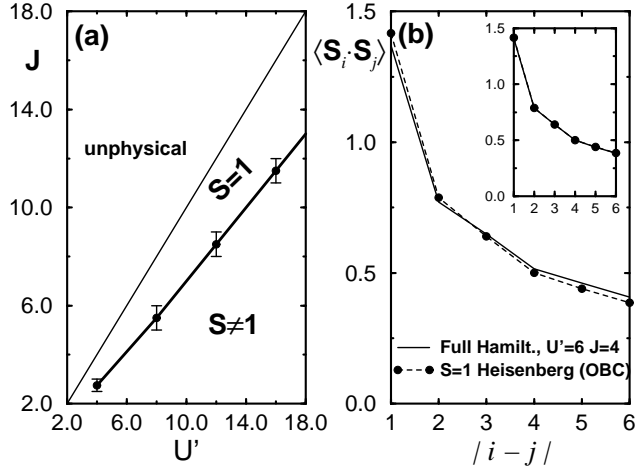 (a)
J
18.0
14.0
10.0
6.0
2.0
2.0 6.0 10.0 14.0 18.0
U'
unphysical
S=1
S≠1
(b)
⟨S_i·S_j⟩
1.5
1.0
0.5
0.0
1 2 3 4 5 6
| i − j |
1.5
1.0
0.5
0.0
1 2 3 4 5 6
Full Hamilt., U'=6 J=4
S=1 Heisenberg (OBC)